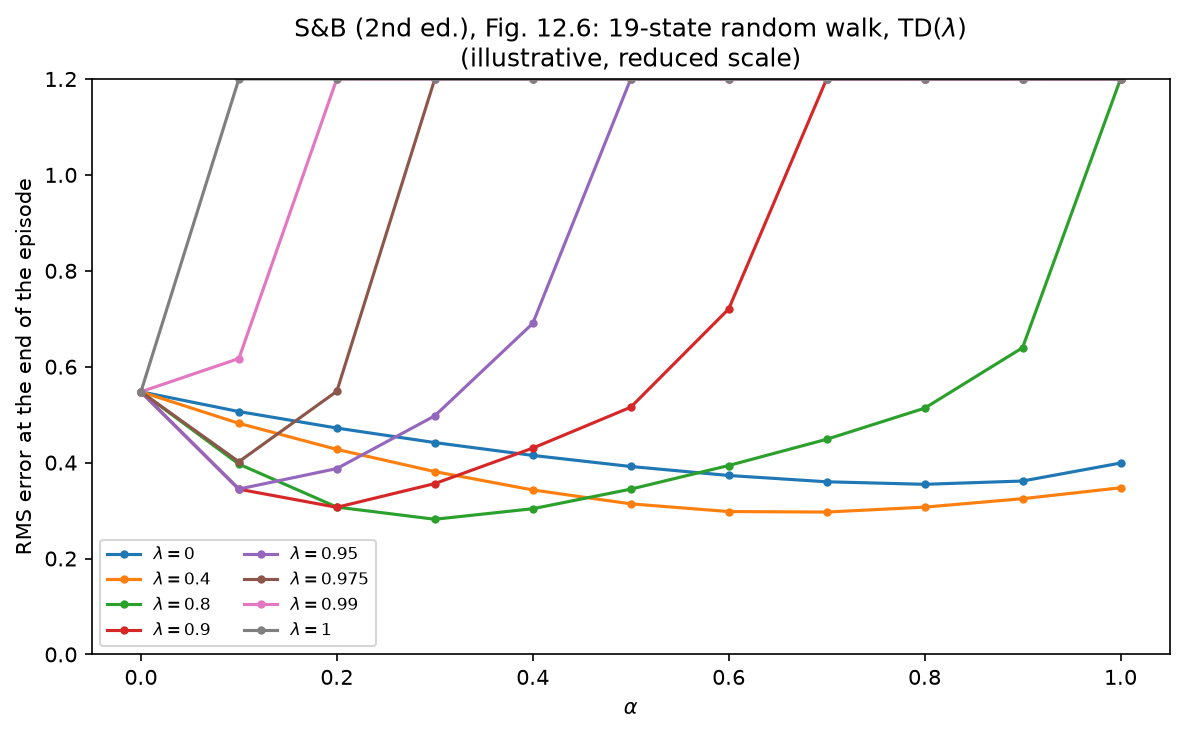 S&B (2nd ed.), Fig. 12.6: 19-state random walk, TD(λ)
(illustrative, reduced scale)
RMS error at the end of the episode
1.2
1.0
0.8
0.6
0.4
0.2
0.0
λ = 0
λ = 0.4
λ = 0.8
λ = 0.9
λ = 0.95
λ = 0.975
λ = 0.99
λ = 1
0.0 0.2 0.4 0.6 0.8 1.0
α